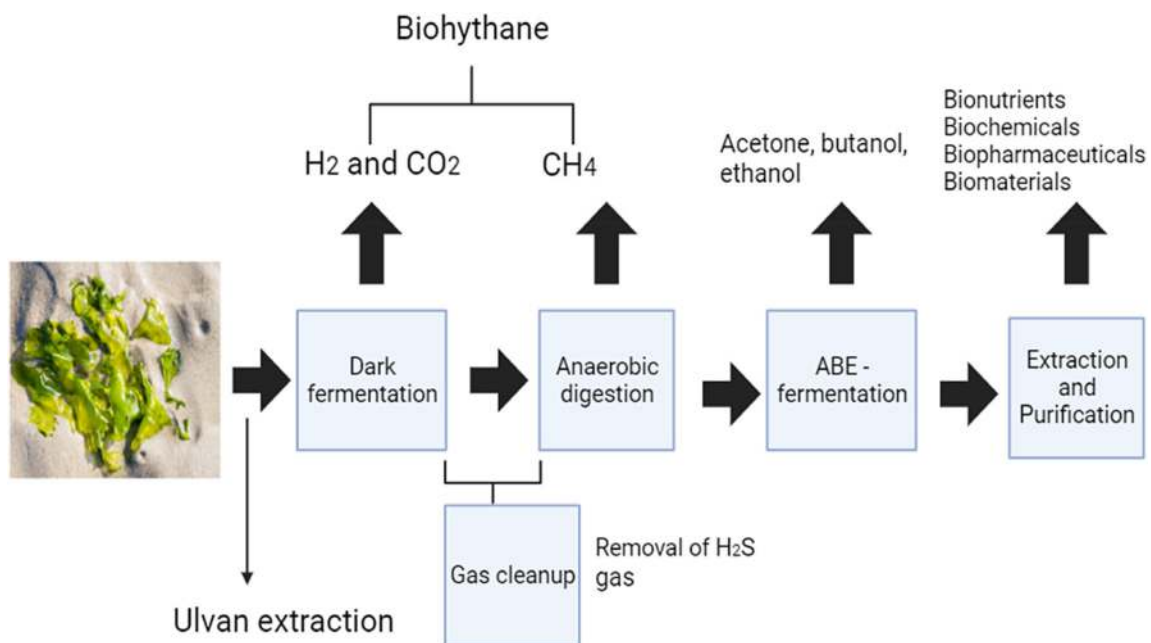 Biohythane
H2 and CO2
CH4
Acetone, butanol,
ethanol
Bionutrients
Biochemicals
Biopharmaceuticals
Biomaterials
Dark
fermentation
Anaerobic
digestion
ABE -
fermentation
Extraction
and
Purification
Gas cleanup
Removal of H2S
gas
Ulvan extraction